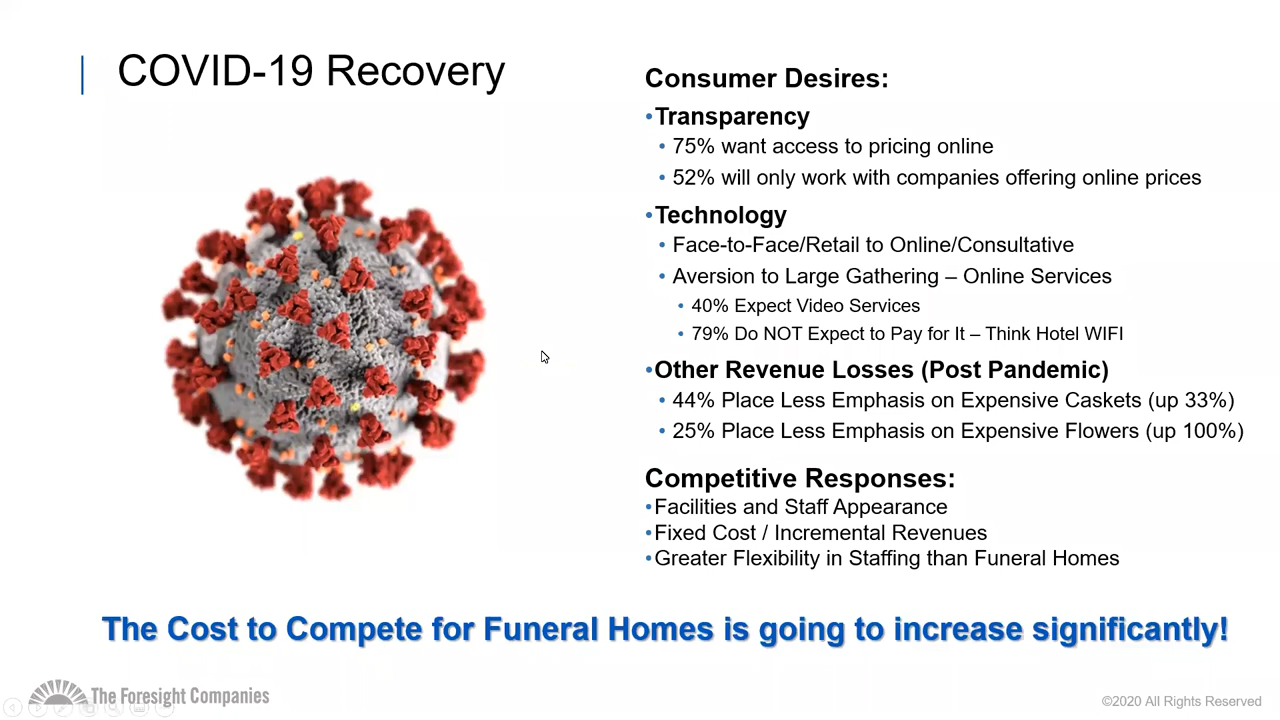 COVID-19 Recovery
Consumer Desires:
•Transparency
• 75% want access to pricing online
• 52% will only work with companies offering online prices
•Technology
• Face-to-Face/Retail to Online/Consultative
• Aversion to Large Gathering – Online Services
• 40% Expect Video Services
• 79% Do NOT Expect to Pay for It – Think Hotel WIFI
•Other Revenue Losses (Post Pandemic)
• 44% Place Less Emphasis on Expensive Caskets (up 33%)
• 25% Place Less Emphasis on Expensive Flowers (up 100%)
Competitive Responses:
•Facilities and Staff Appearance
•Fixed Cost / Incremental Revenues
•Greater Flexibility in Staffing than Funeral Homes
The Cost to Compete for Funeral Homes is going to increase significantly!
The Foresight Companies
©2020 All Rights Reserved